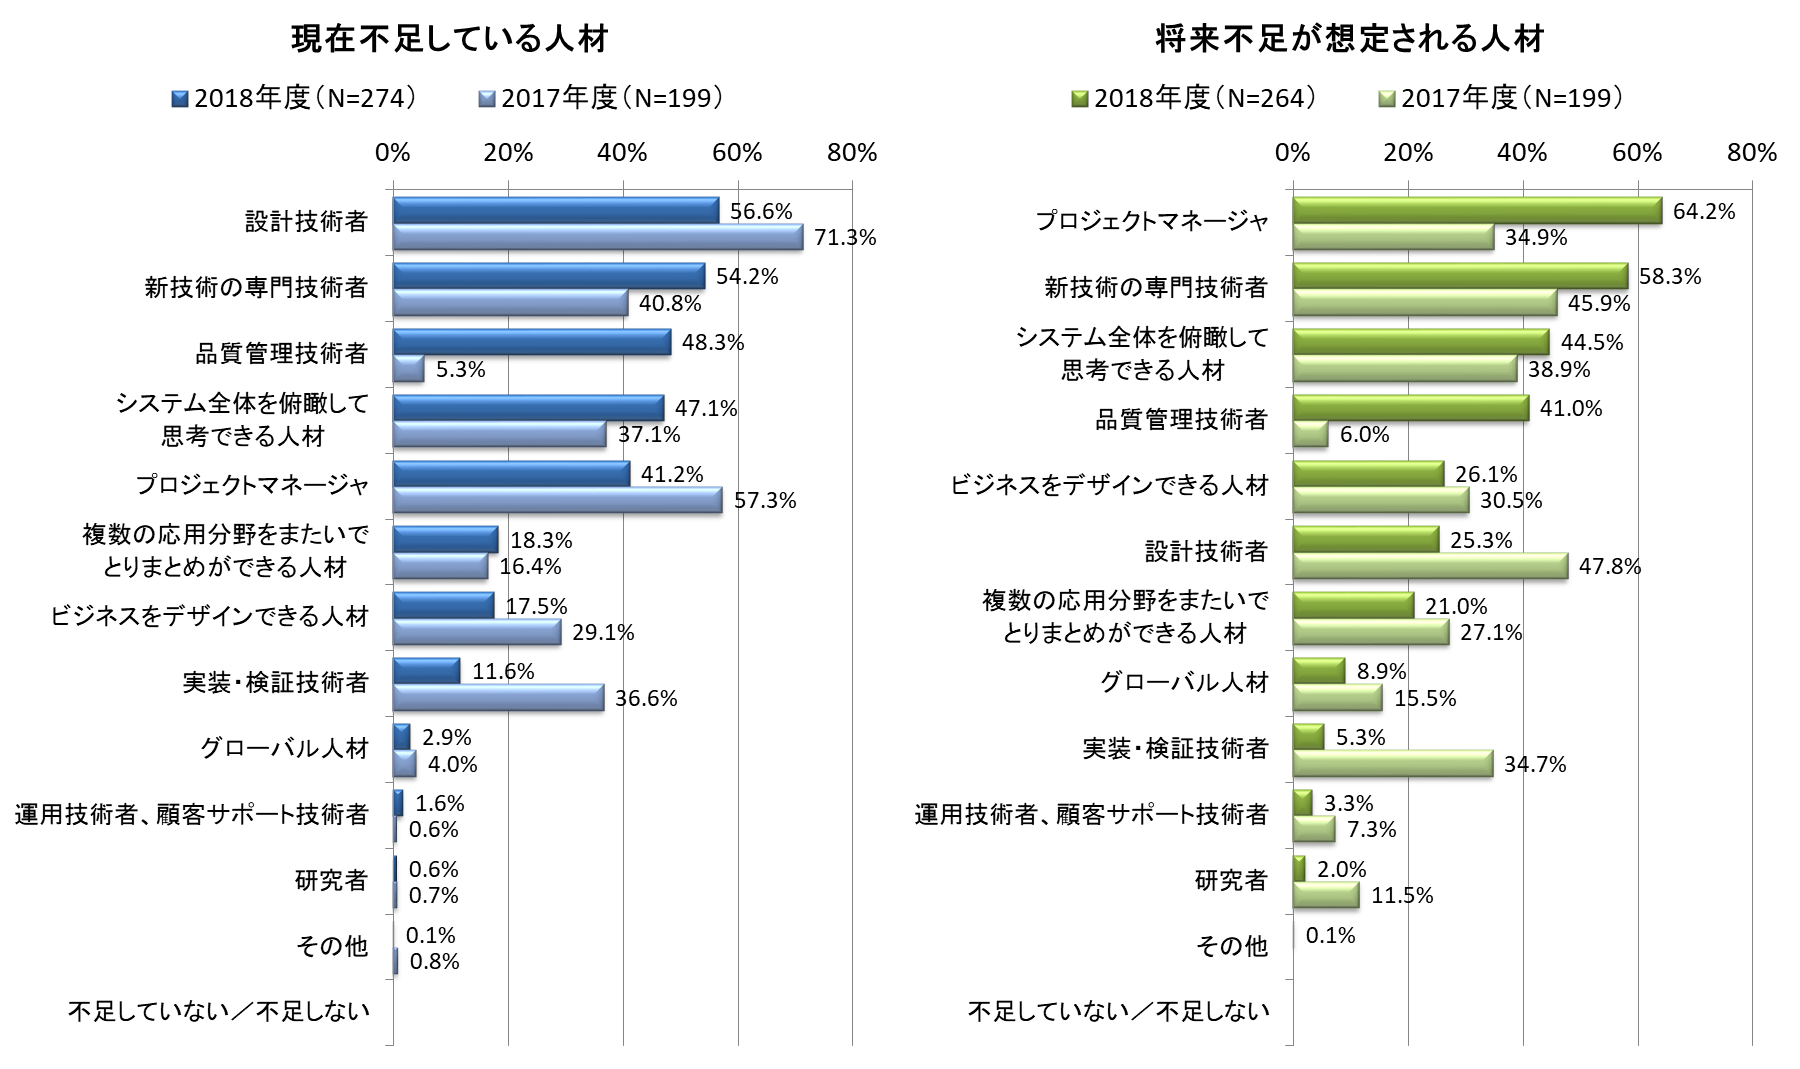 現在不足している人材
2018年度（N=274）
2017年度（N=199）
0%
20%
40%
60%
80%
設計技術者
56.6%
71.3%
新技術の専門技術者
54.2%
40.8%
品質管理技術者
48.3%
5.3%
システム全体を俯瞰して
思考できる人材
47.1%
37.1%
プロジェクトマネージャ
41.2%
57.3%
複数の応用分野をまたいで
とりまとめができる人材
18.3%
16.4%
ビジネスをデザインできる人材
17.5%
29.1%
実装・検証技術者
11.6%
36.6%
グローバル人材
2.9%
4.0%
運用技術者、顧客サポート技術者
1.6%
0.6%
研究者
0.6%
0.7%
その他
0.1%
0.8%
不足していない／不足しない
将来不足が想定される人材
2018年度（N=264）
2017年度（N=199）
0%
20%
40%
60%
80%
プロジェクトマネージャ
64.2%
34.9%
新技術の専門技術者
58.3%
45.9%
システム全体を俯瞰して
思考できる人材
44.5%
38.9%
品質管理技術者
41.0%
6.0%
ビジネスをデザインできる人材
26.1%
30.5%
設計技術者
25.3%
47.8%
複数の応用分野をまたいで
とりまとめができる人材
21.0%
27.1%
グローバル人材
8.9%
15.5%
実装・検証技術者
5.3%
34.7%
運用技術者、顧客サポート技術者
3.3%
7.3%
研究者
2.0%
11.5%
その他
0.1%
不足していない／不足しない